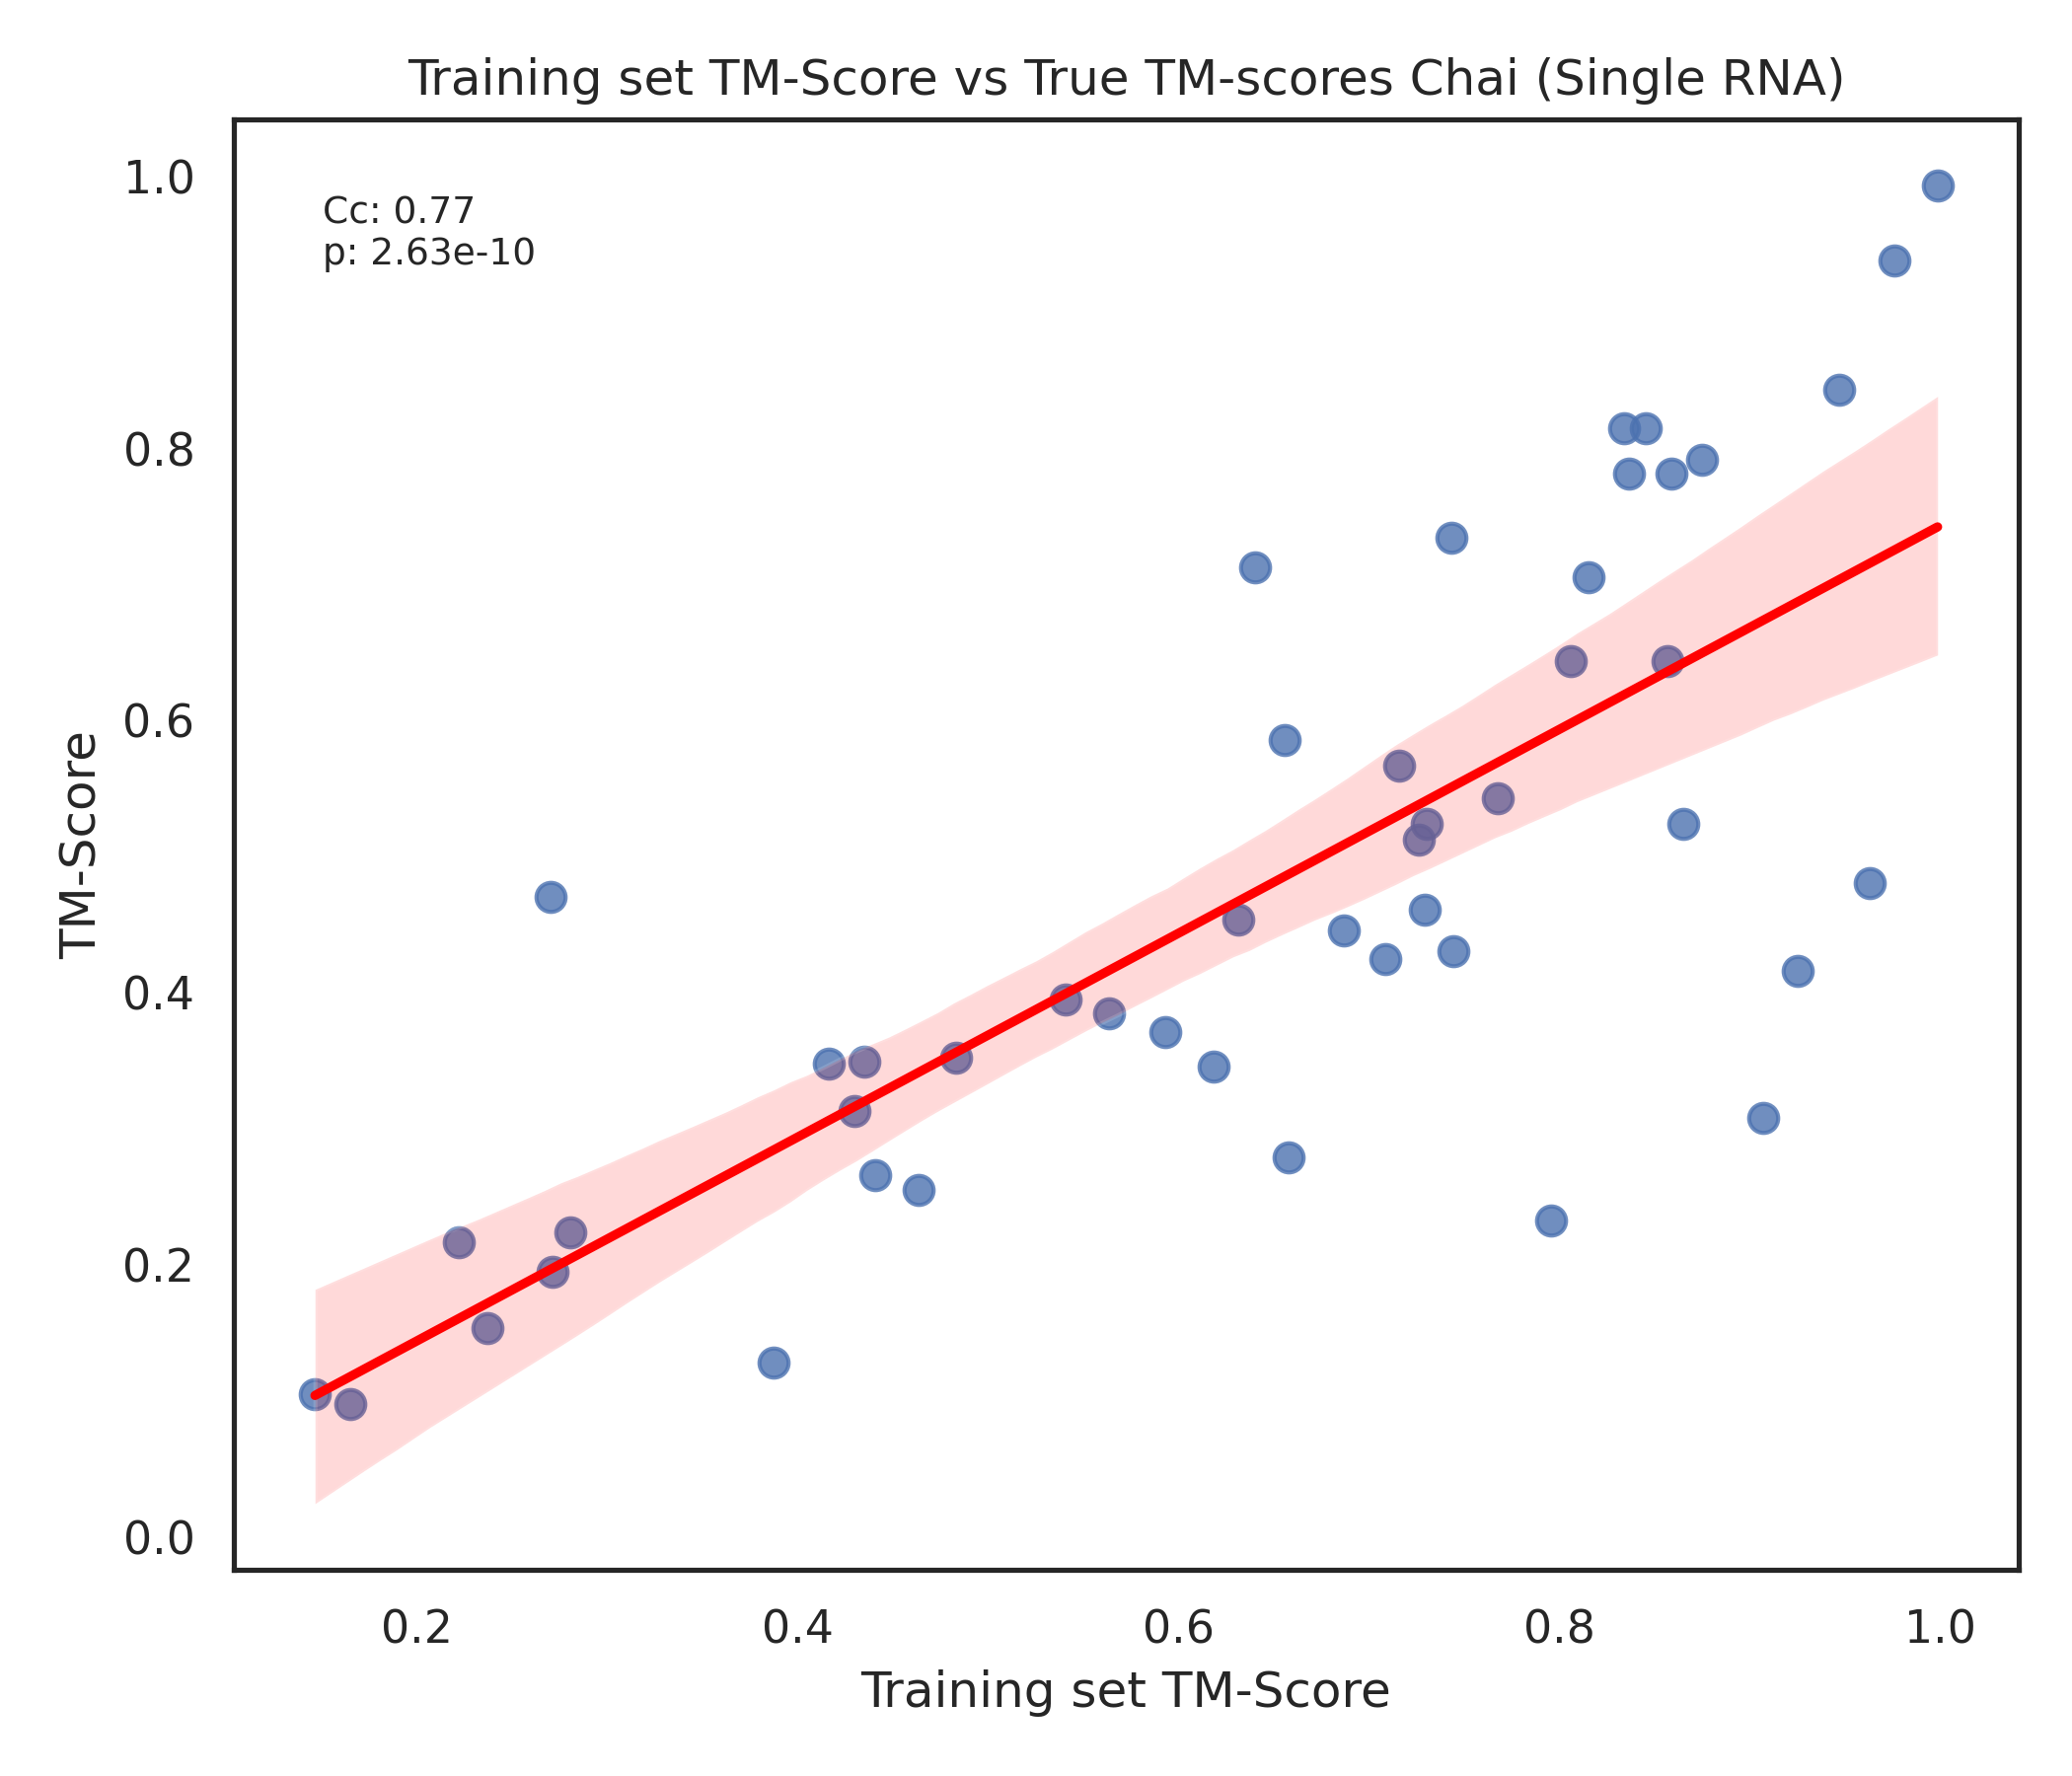 Training set TM-Score vs True TM-scores Chai (Single RNA)
Cc: 0.77
p: 2.63e-10
TM-Score
1.0
0.8
0.6
0.4
0.2
0.0
0.2 0.4 0.6 0.8 1.0
Training set TM-Score